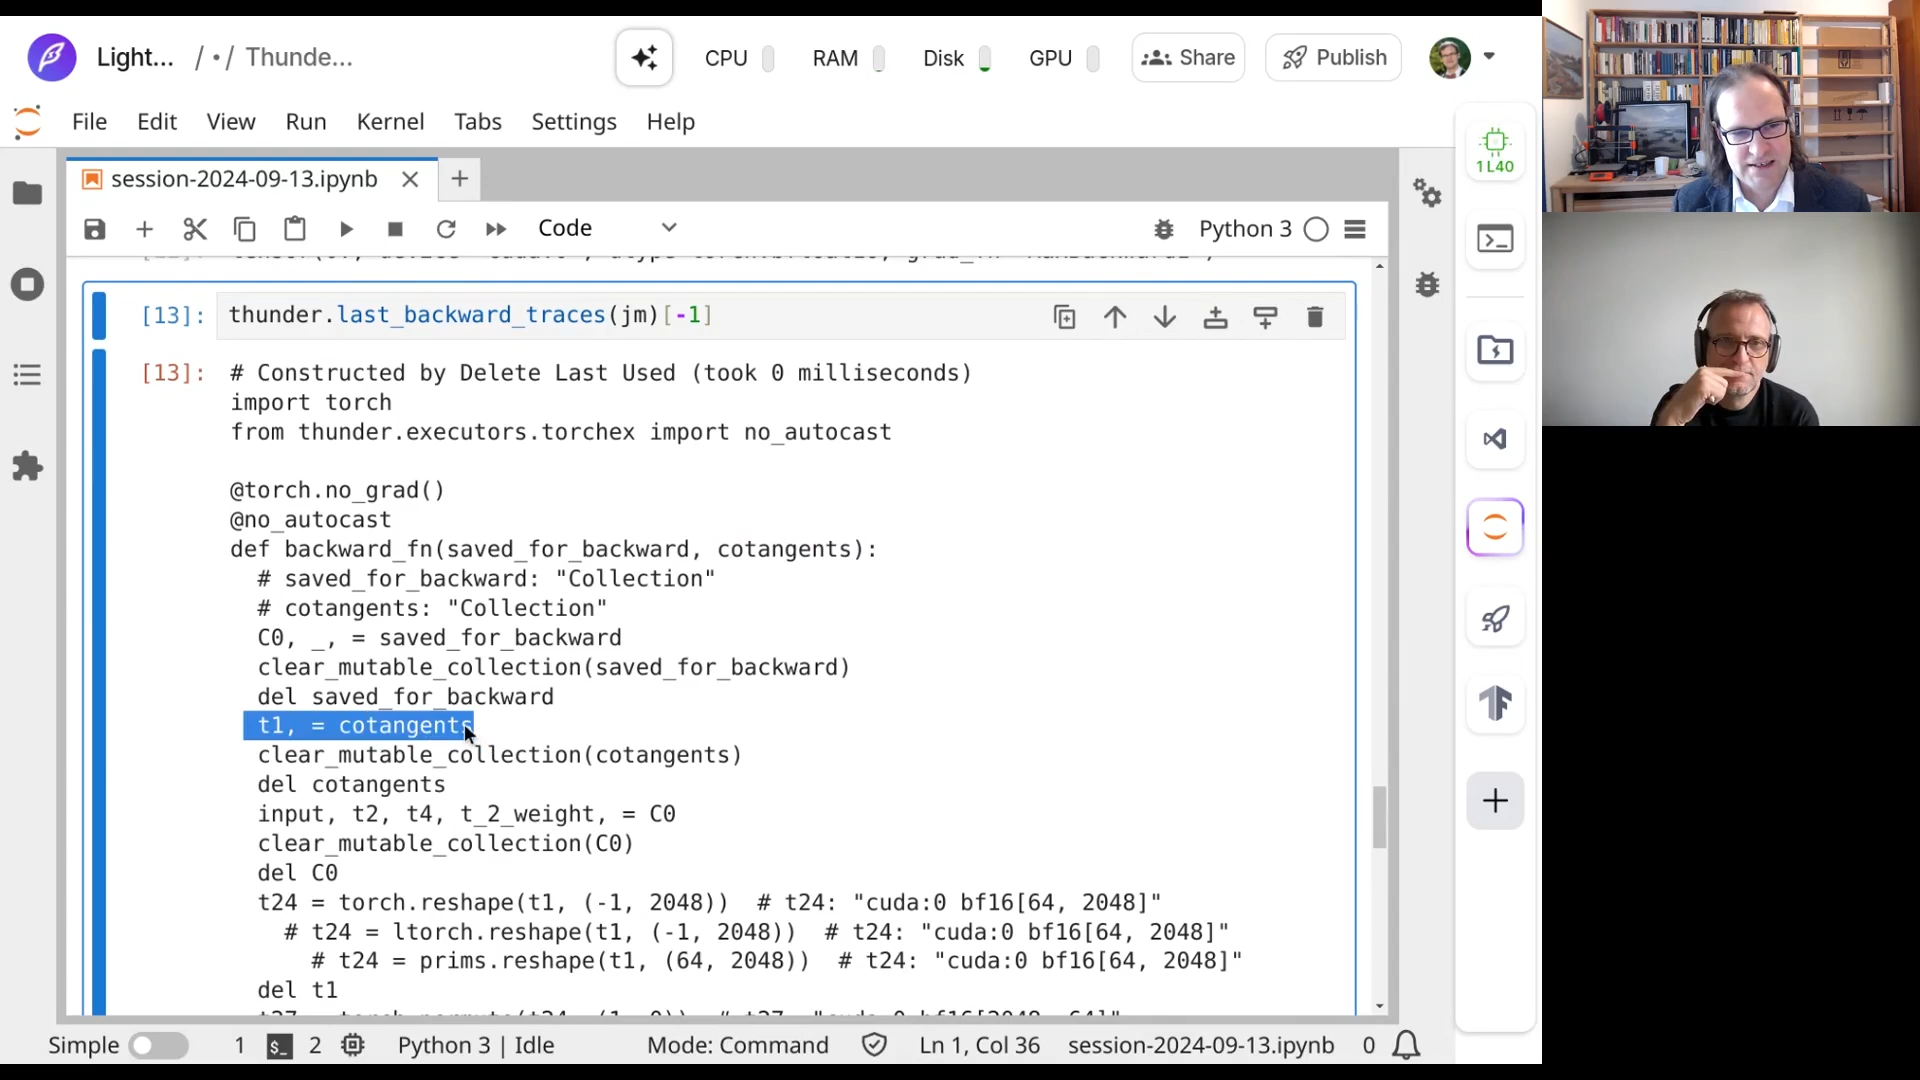 Light... / • / Thunde...
CPU RAM Disk GPU Share Publish
File Edit View Run Kernel Tabs Settings Help
1 L40
session-2024-09-13.ipynb
Code
Python 3
[13]: thunder.last_backward_traces(jm)[-1]
[13]: # Constructed by Delete Last Used (took 0 milliseconds)
import torch
from thunder.executors.torchex import no_autocast
@torch.no_grad()
@no_autocast
def backward_fn(saved_for_backward, cotangents):
# saved_for_backward: "Collection"
# cotangents: "Collection"
C0, _, = saved_for_backward
clear_mutable_collection(saved_for_backward)
del saved_for_backward
t1, = cotangents
clear_mutable_collection(cotangents)
del cotangents
input, t2, t4, t_2_weight, = C0
clear_mutable_collection(C0)
del C0
t24 = torch.reshape(t1, (-1, 2048)) # t24: "cuda:0 bf16[64, 2048]"
# t24 = ltorch.reshape(t1, (-1, 2048)) # t24: "cuda:0 bf16[64, 2048]"
# t24 = prims.reshape(t1, (64, 2048)) # t24: "cuda:0 bf16[64, 2048]"
del t1
Simple 1 $_ 2 Python 3 | Idle Mode: Command Ln 1, Col 36 session-2024-09-13.ipynb 0